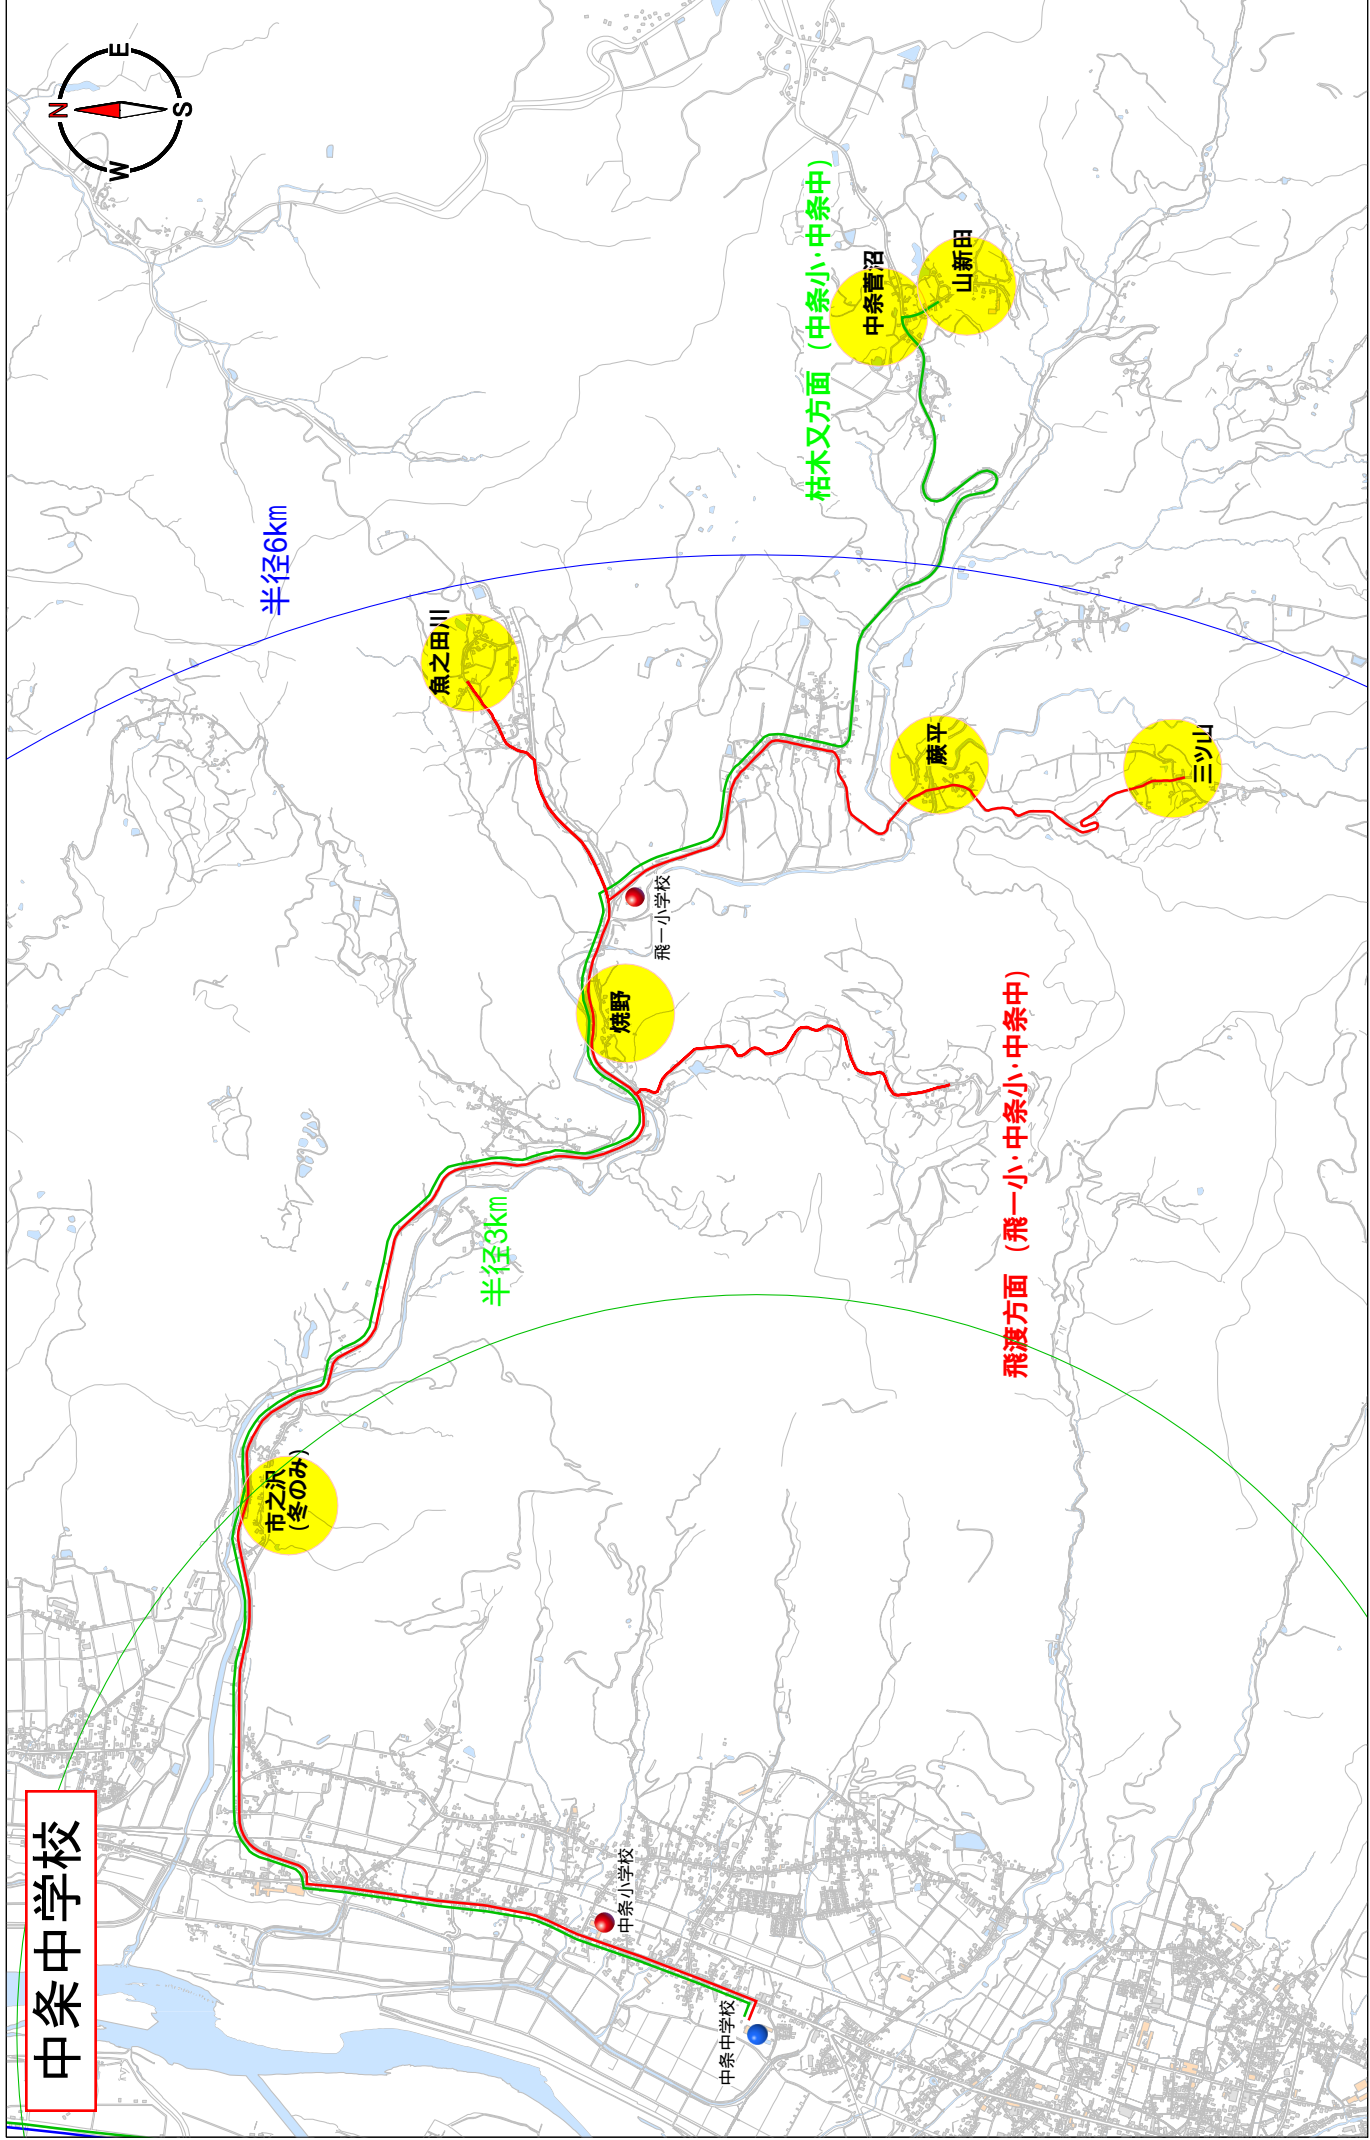 中条中学校
N
E
S
W
半径6km
半径3km
枯木又方面 (中条小・中条中)
飛渡方面 (飛一小・中条小・中条中)
中条菅沼
山新田
魚之田川
蕨平
三ツ山
飛一小学校
焼野
市之沢
(冬のみ)
中条小学校
中条中学校